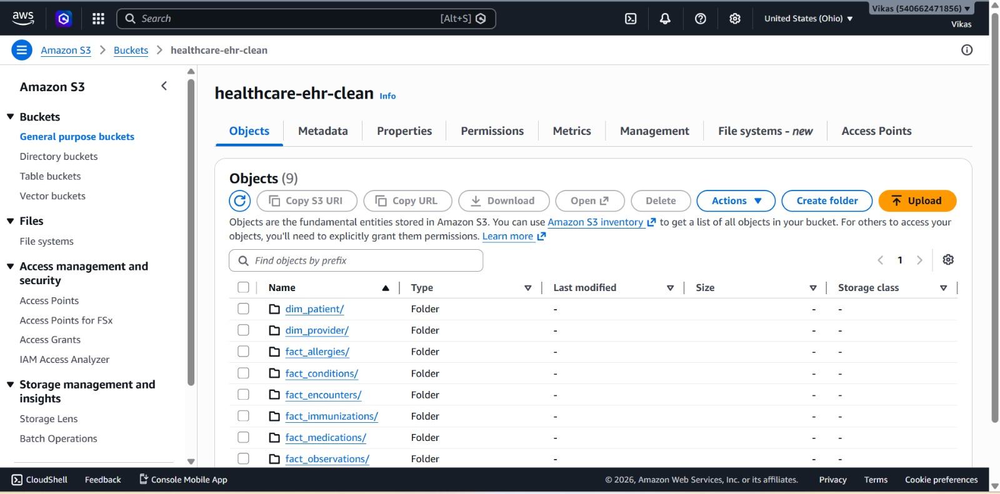 aws
Search
[Alt+S]
United States (Ohio)
Vikas (540662471856)
Vikas
Amazon S3
Buckets
healthcare-ehr-clean
Amazon S3
Buckets
General purpose buckets
Directory buckets
Table buckets
Vector buckets
Files
File systems
Access management and
security
Access Points
Access Points for FSx
Access Grants
IAM Access Analyzer
Storage management and
insights
Storage Lens
Batch Operations
healthcare-ehr-clean Info
Objects Metadata Properties Permissions Metrics Management File systems - new Access Points
Objects (9)
Copy S3 URI Copy URL Download Open Delete Actions Create folder Upload
Objects are the fundamental entities stored in Amazon S3. You can use Amazon S3 inventory to get a list of all objects in your bucket. For others to access your
objects, you'll need to explicitly grant them permissions. Learn more
Find objects by prefix
1
Name Type Last modified Size Storage class
dim_patient/ Folder - - -
dim_provider/ Folder - - -
fact_allergies/ Folder - - -
fact_conditions/ Folder - - -
fact_encounters/ Folder - - -
fact_immunizations/ Folder - - -
fact_medications/ Folder - - -
fact_observations/ Folder - - -
CloudShell Feedback Console Mobile App © 2026, Amazon Web Services, Inc. or its affiliates. Privacy Terms Cookie preferences